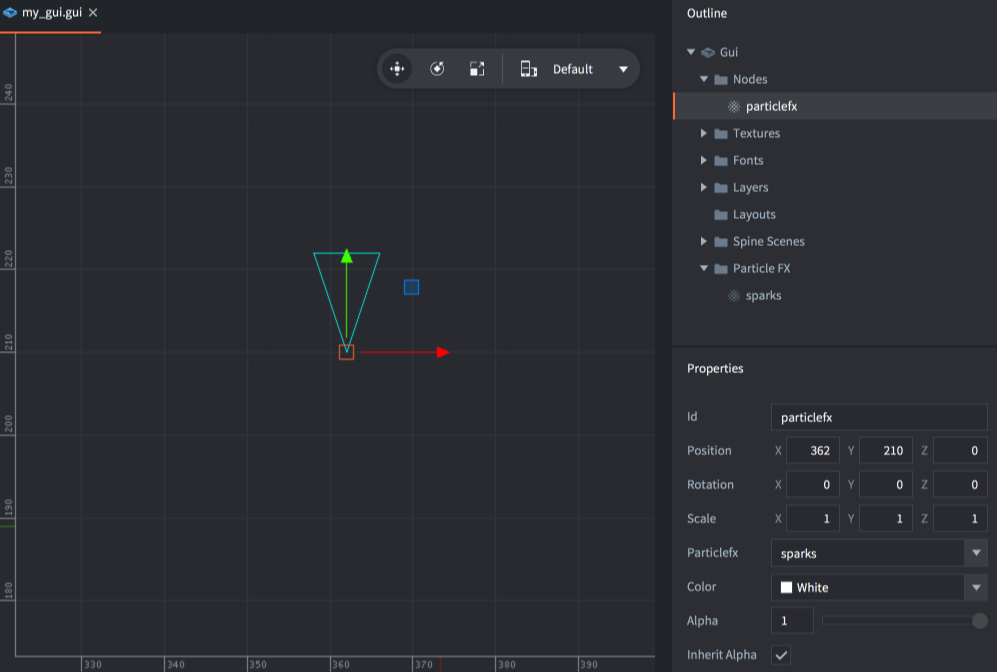 my_gui.gui
Default
240
230
220
210
200
190
180
330 340 350 360 370 380 390
Outline
Gui
Nodes
particlefx
Textures
Fonts
Layers
Layouts
Spine Scenes
Particle FX
sparks
Properties
Id particlefx
Position X 362 Y 210 Z 0
Rotation X 0 Y 0 Z 0
Scale X 1 Y 1 Z 1
Particlefx sparks
Color White
Alpha 1
Inherit Alpha